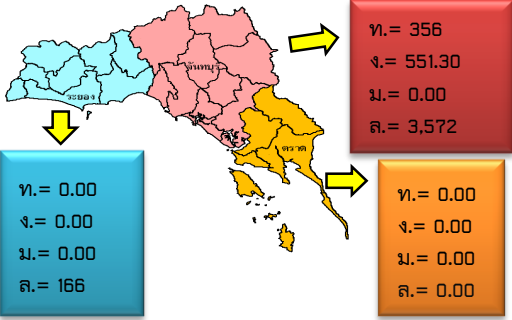 ท.= 356
ง.= 551.30
ม.= 0.00
ล.= 3,572
จันทบุรี
ระยอง
ตราด
ท.= 0.00
ง.= 0.00
ม.= 0.00
ล.= 166
ท.= 0.00
ง.= 0.00
ม.= 0.00
ล.= 0.00